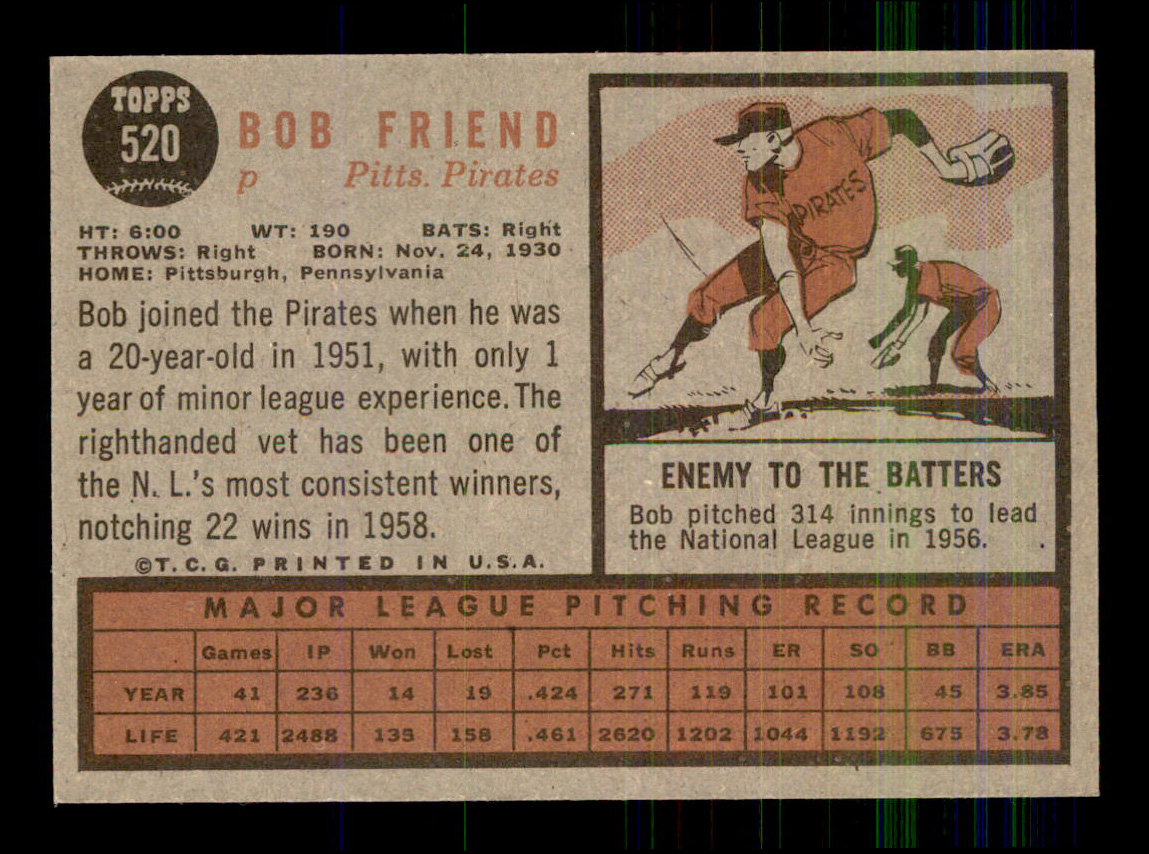 TOPPS
520
BOB FRIEND
p Pitts. Pirates
HT: 6:00 WT: 190 BATS: Right
THROWS: Right BORN: Nov. 24, 1930
HOME: Pittsburgh, Pennsylvania
Bob joined the Pirates when he was
a 20-year-old in 1951, with only 1
year of minor league experience. The
righthanded vet has been one of
the N. L.'s most consistent winners,
notching 22 wins in 1958.
©T. C. G. PRINTED IN U.S.A.
PIRATES
ENEMY TO THE BATTERS
Bob pitched 314 innings to lead
the National League in 1956.
MAJOR LEAGUE PITCHING RECORD
Games IP Won Lost Pct Hits Runs ER SO BB ERA
YEAR 41 236 14 19 .424 271 119 101 108 45 3.85
LIFE 421 2488 135 158 .461 2620 1202 1044 1192 675 3.78